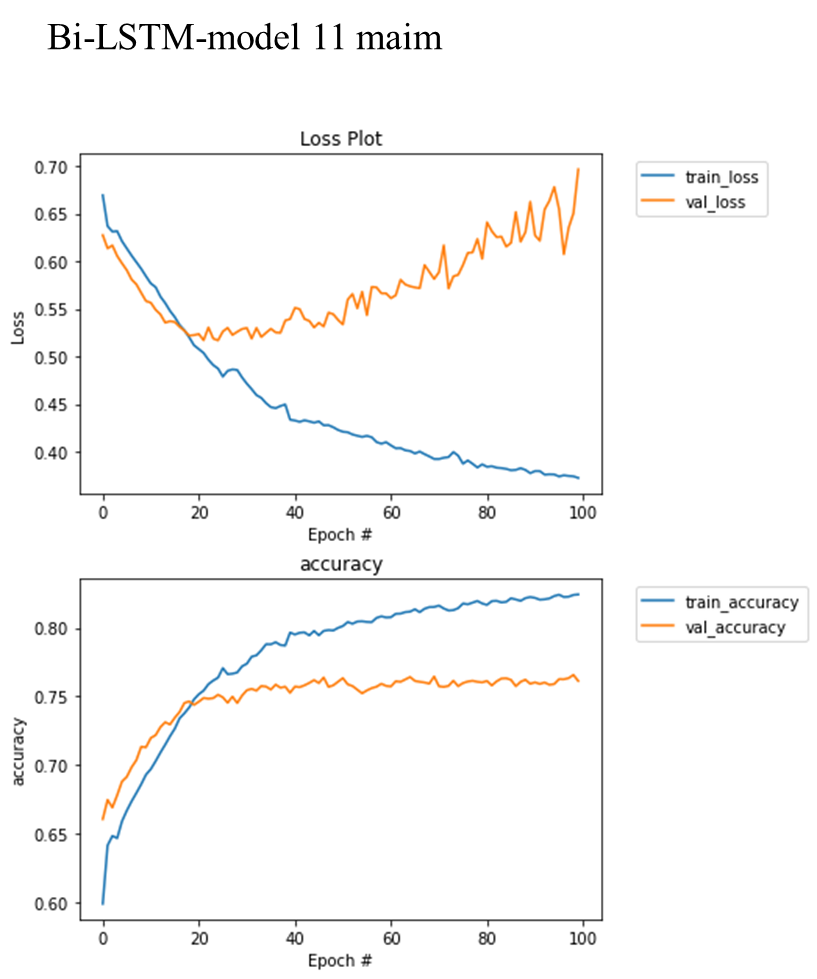 Bi-LSTM-model 11 maim
Loss Plot
0.70
0.65
0.60
0.55
0.50
0.45
0.40
Loss
0 20 40 60 80 100
Epoch #
train_loss
val_loss
accuracy
0.80
0.75
0.70
0.65
0.60
accuracy
0 20 40 60 80 100
Epoch #
train_accuracy
val_accuracy